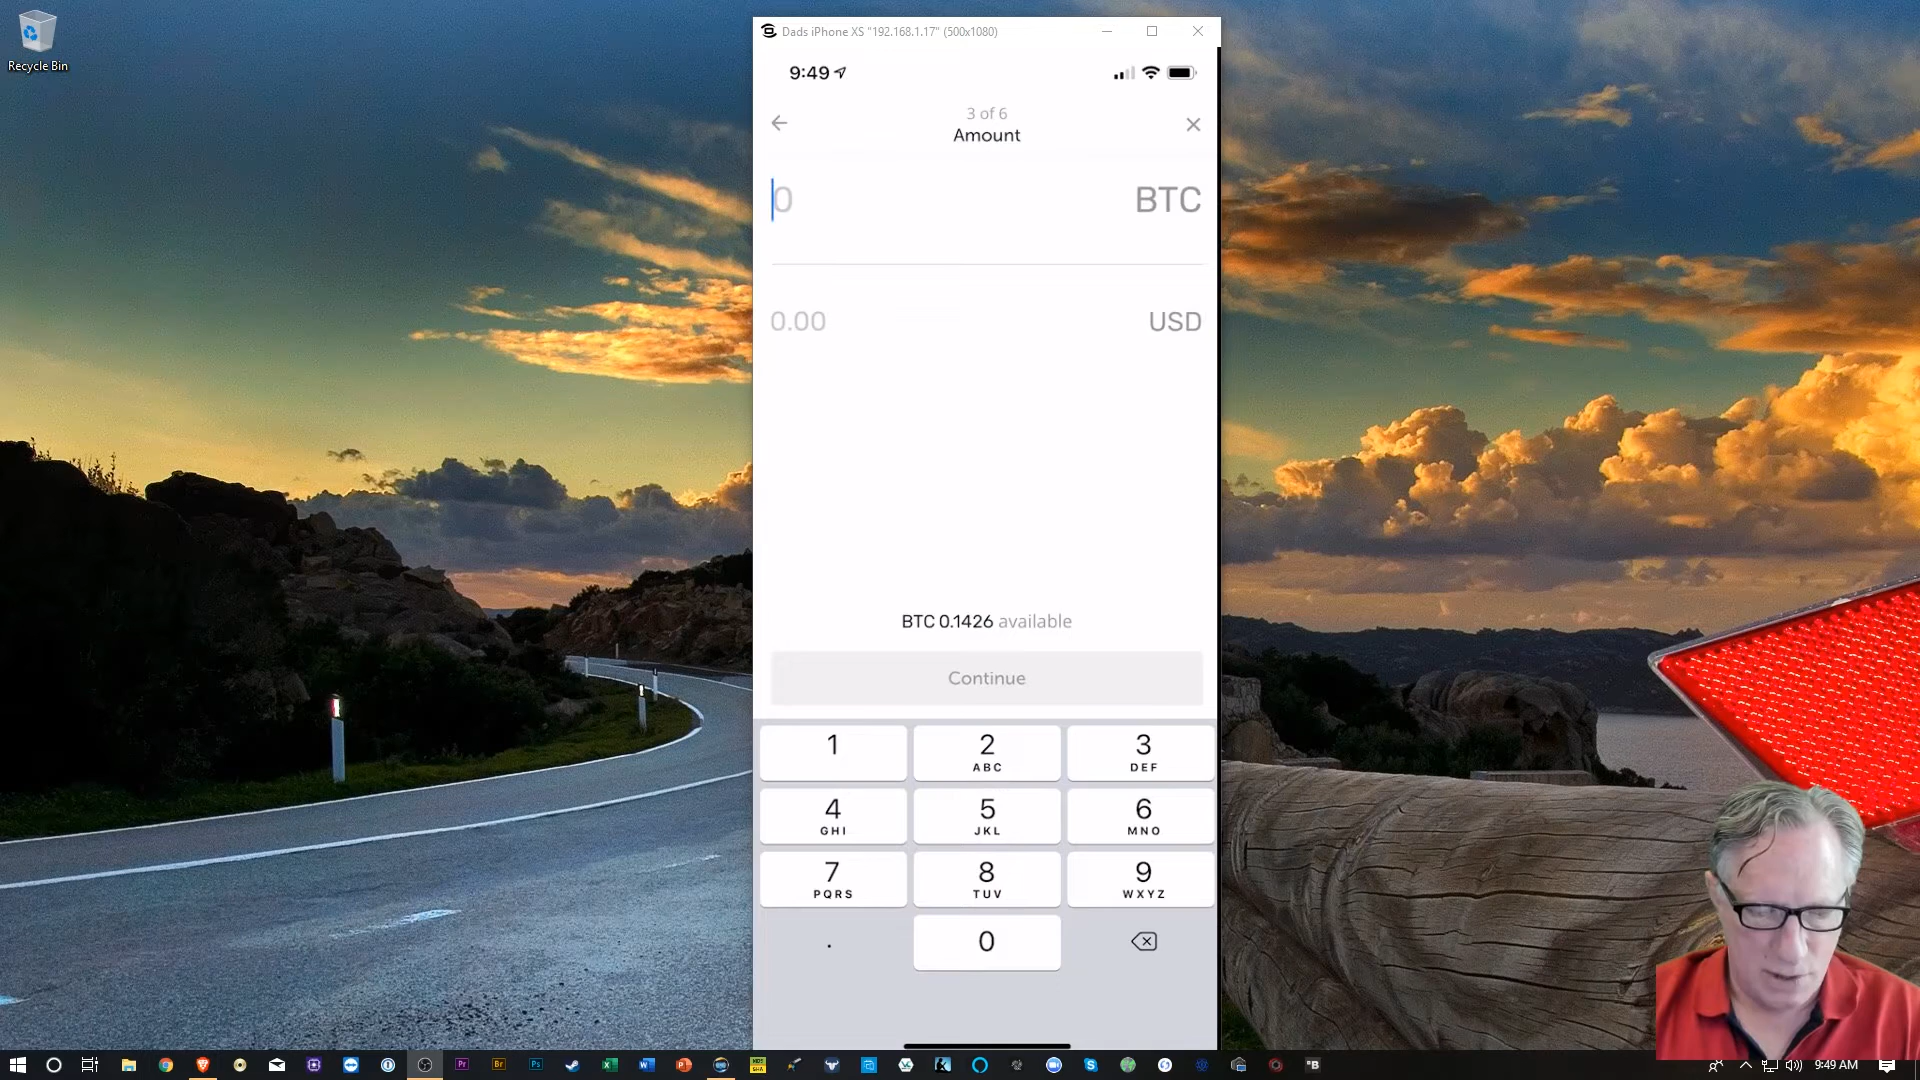 Recycle Bin
Dads iPhone XS "192.168.1.17" (500x1080)
9:49
3 of 6
Amount
0 BTC
0.00 USD
BTC 0.1426 available
Continue
1 2 3
ABC DEF
4 5 6
GHI JKL MNO
7 8 9
PQRS TUV WXYZ
. 0
9:49 AM